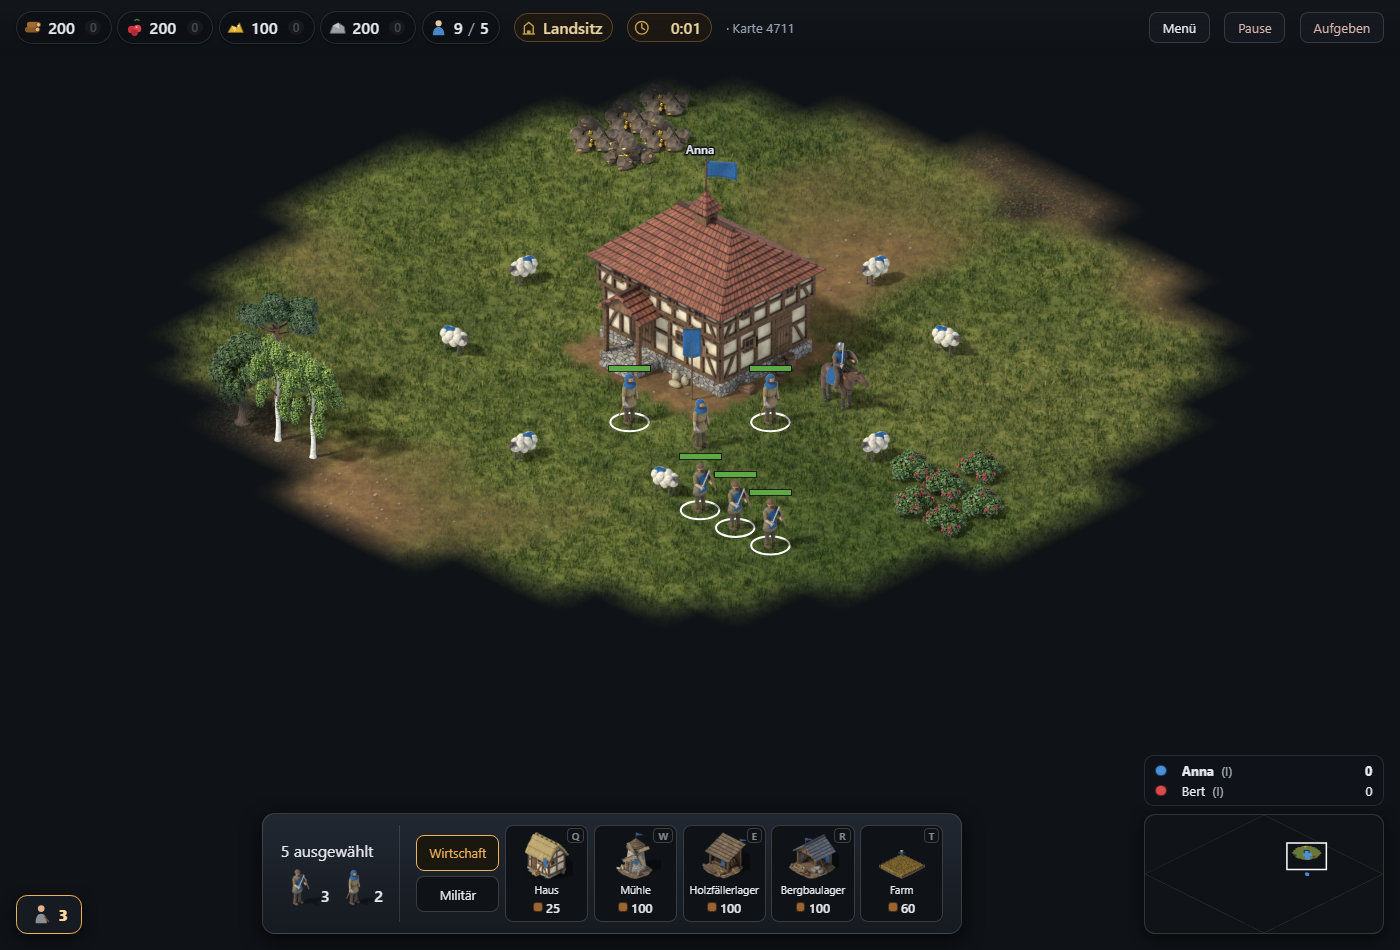 200 0 200 0 100 0 200 0 9 / 5 Landsitz 0:01 · Karte 4711 Menü Pause Aufgeben
Anna
Anna (I) 0
Bert (I) 0
5 ausgewählt
3 2
Wirtschaft
Militär
Q
Haus
25
W
Mühle
100
E
Holzfällerlager
100
R
Bergbaulager
100
T
Farm
60
3